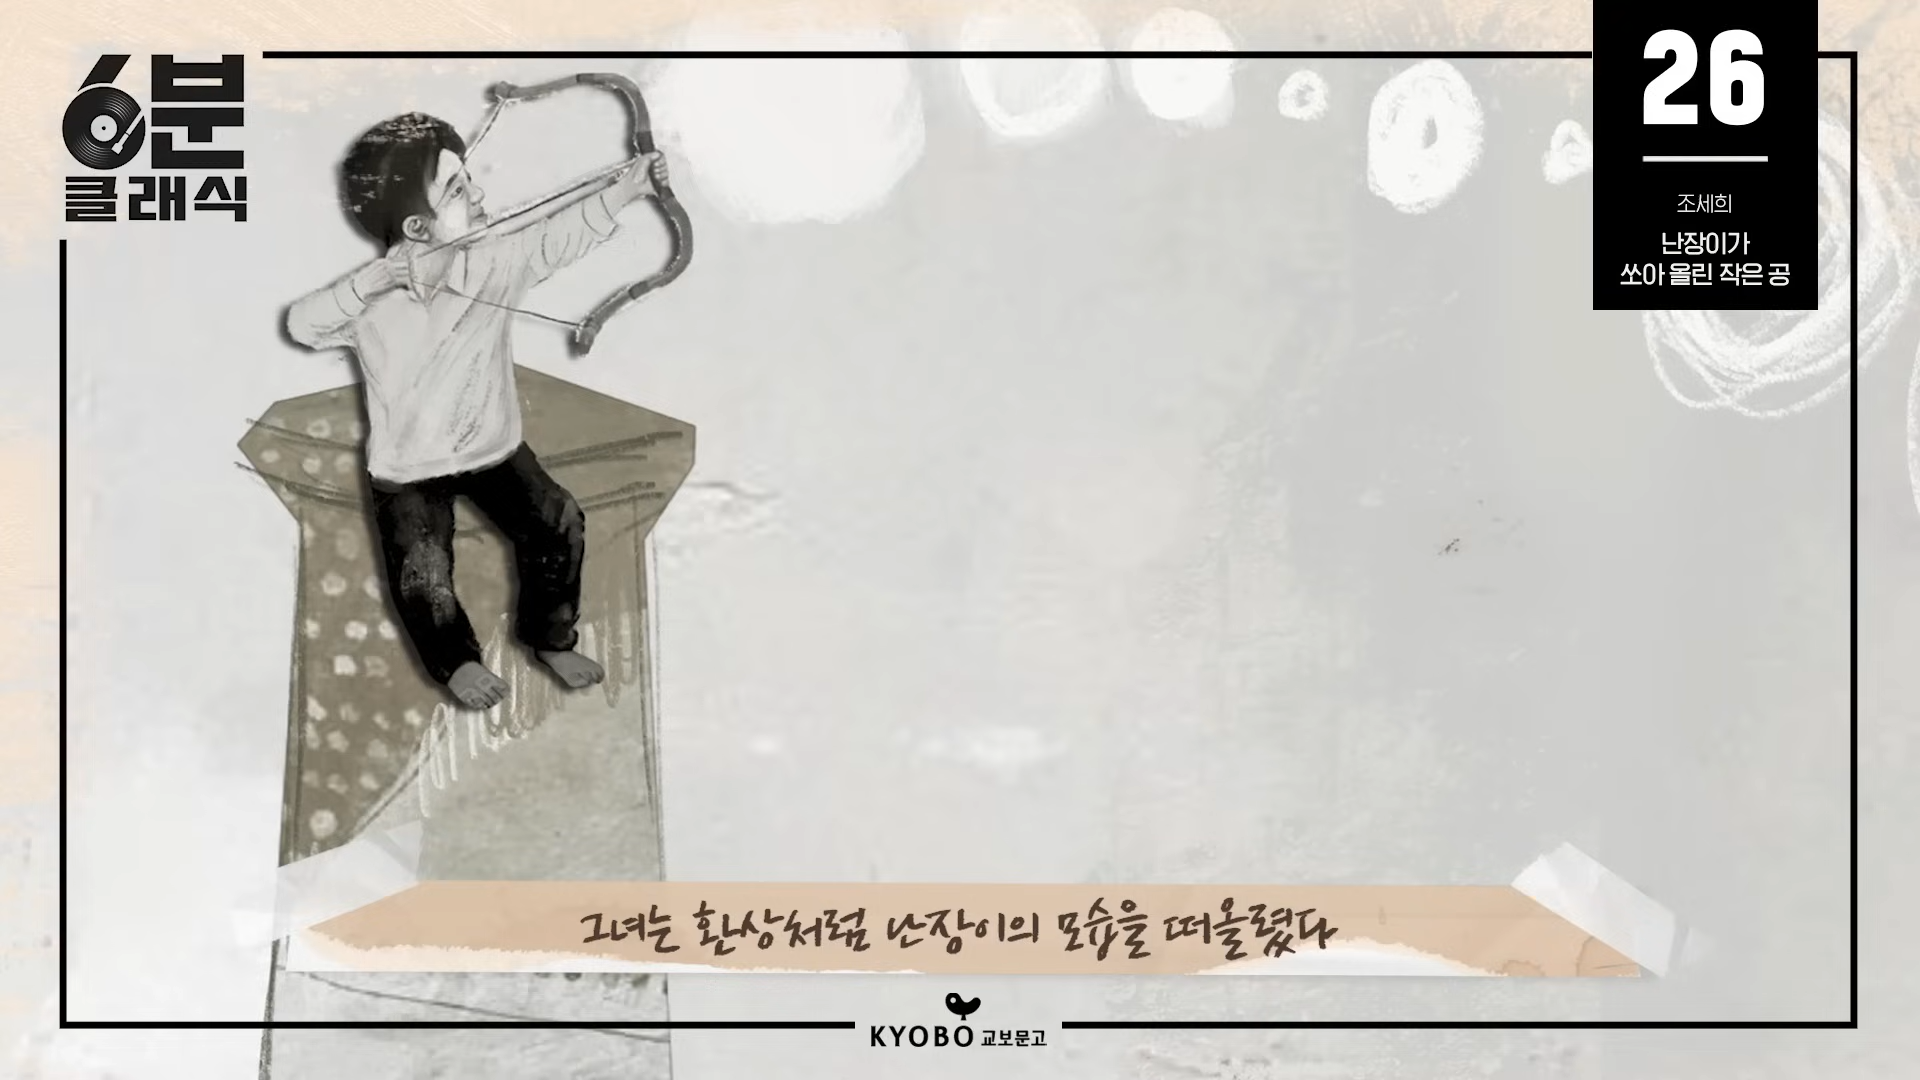 6분
클래식
26
조세희
난장이가
쏘아 올린 작은 공
그녀는 환상처럼 난장이의 모습을 떠올렸다
KYOBO 교보문고